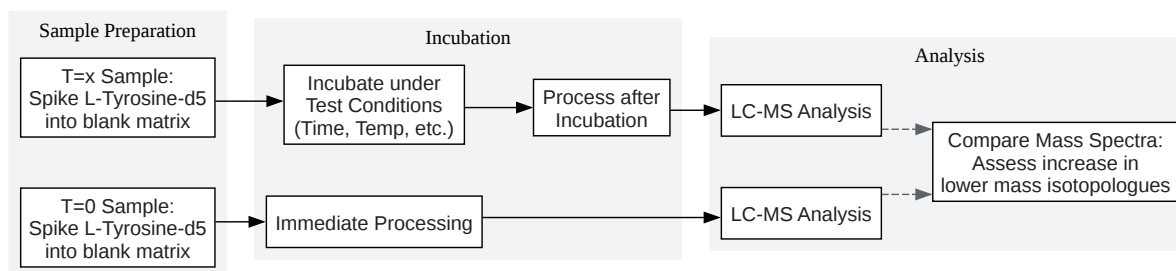 Sample Preparation
T=x Sample:
Spike L-Tyrosine-d5
into blank matrix
T=0 Sample:
Spike L-Tyrosine-d5
into blank matrix
Incubation
Incubate under
Test Conditions
(Time, Temp, etc.)
Process after
Incubation
Immediate Processing
Analysis
LC-MS Analysis
LC-MS Analysis
Compare Mass Spectra:
Assess increase in
lower mass isotopologues